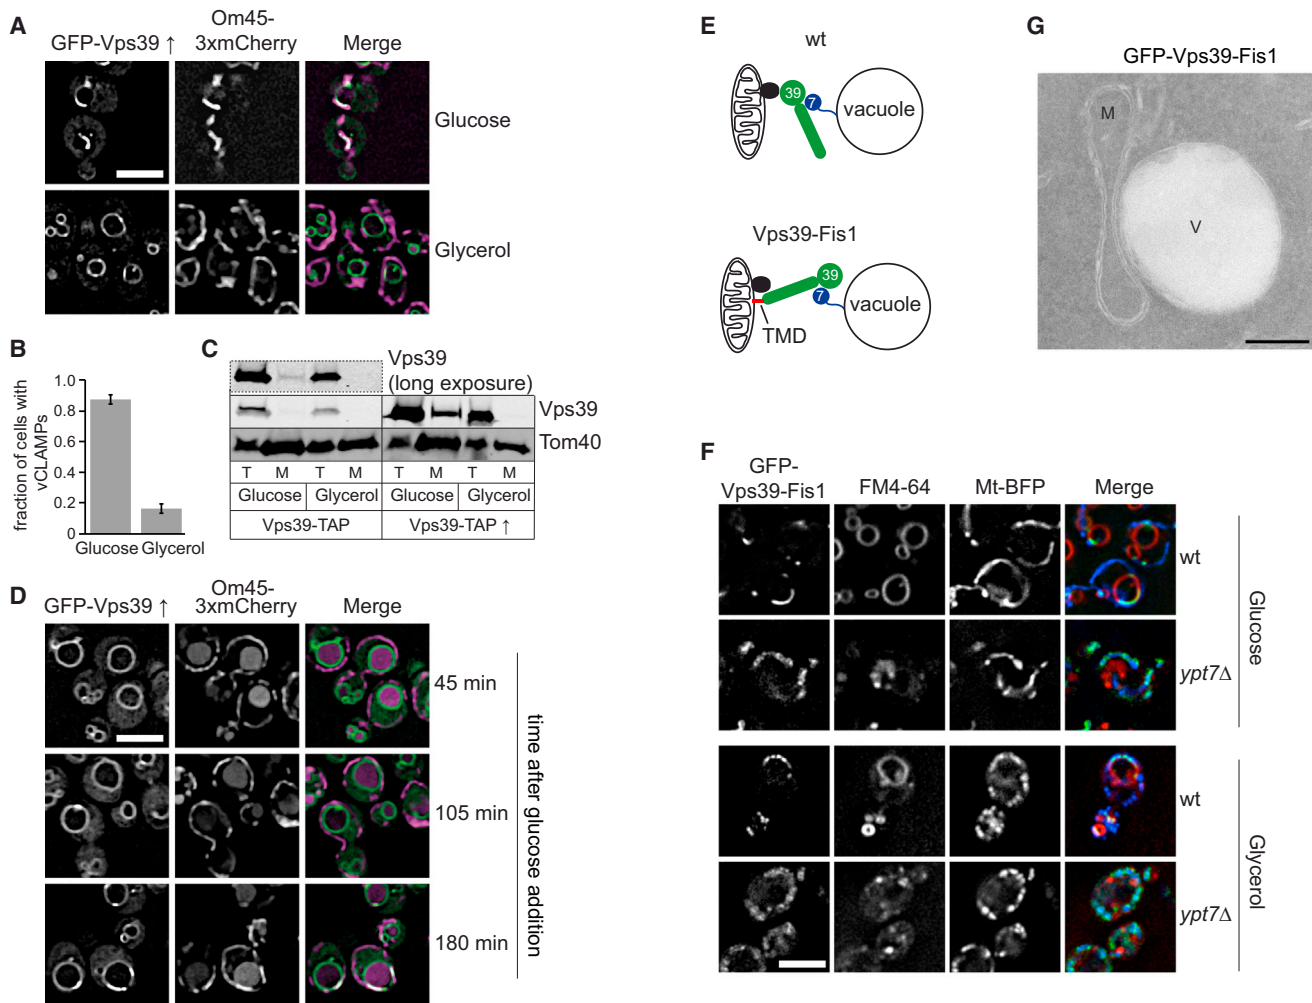 A
GFP-Vps39 ↑
Om45-
3xmCherry
Merge
Glucose
Glycerol
B
fraction of cells with
vCLAMPs
1.0
0.8
0.6
0.4
0.2
0
Glucose Glycerol
C
Vps39
(long exposure)
Vps39
Tom40
T M T M T M T M
Glucose Glycerol Glucose Glycerol
Vps39-TAP Vps39-TAP ↑
D
GFP-Vps39 ↑
Om45-
3xmCherry
Merge
45 min
105 min
180 min
time after glucose addition
E
wt
39
7
vacuole
Vps39-Fis1
39
7
vacuole
TMD
F
GFP-
Vps39-Fis1
FM4-64
Mt-BFP
Merge
wt
ypt7Δ
Glucose
wt
ypt7Δ
Glycerol
G
GFP-Vps39-Fis1
M
V